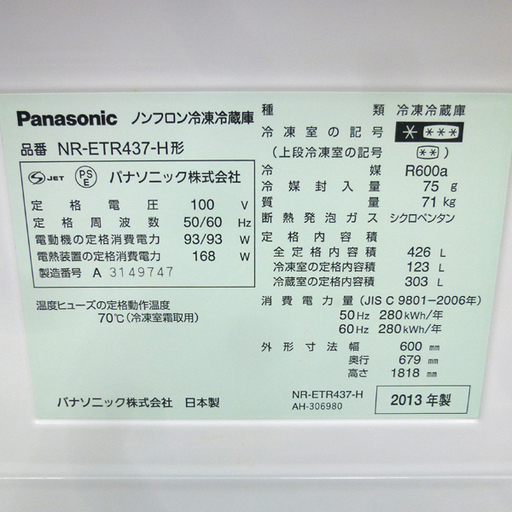 Panasonic ノンフロン冷凍冷蔵庫
品番 NR-ETR437-H形
S JET PS E パナソニック株式会社
定格電圧 100 V
定格周波数 50/60 Hz
電動機の定格消費電力 93/93 W
電熱装置の定格消費電力 168 W
製造番号 A 3149747
温度ヒューズの定格動作温度
70℃(冷凍室霜取用)
パナソニック株式会社 日本製
種類 冷凍冷蔵庫
冷凍室の記号 * ***
(上段冷凍室の記号 **)
冷媒 R600a
冷媒封入量 75 g
質量 71 kg
断熱発泡ガス シクロペンタン
定格内容積
全定格内容積 426 L
冷凍室の定格内容積 123 L
冷蔵室の定格内容積 303 L
消費電力量(JIS C 9801-2006年)
50 Hz 280 kWh/年
60 Hz 280 kWh/年
外形寸法 幅 600 mm
奥行 679 mm
高さ 1818 mm
NR-ETR437-H
AH-306980
2013年製